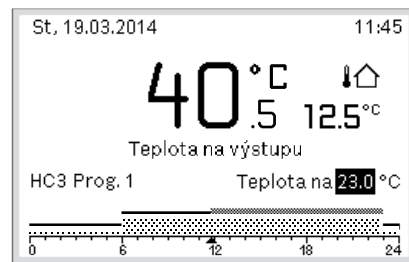 St, 19.03.2014 11:45
40.5 °C 12.5°C
Teplota na výstupu
HC3 Prog. 1 Teplota na 23.0 °C
0 6 12 18 24